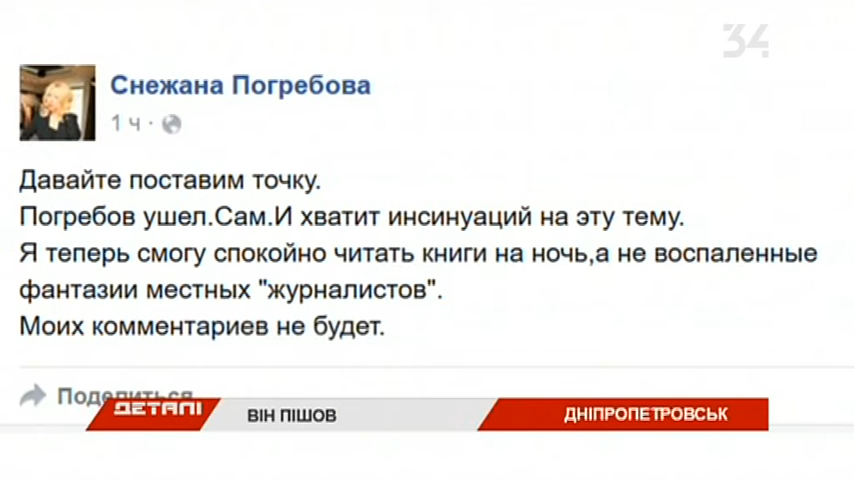 34
Снежана Погребова
1 ч ·
Давайте поставим точку.
Погребов ушел.Сам.И хватит инсинуаций на эту тему.
Я теперь смогу спокойно читать книги на ночь,а не воспаленные
фантазии местных "журналистов".
Моих комментариев не будет.
Поделиться
ДЕТАЛІ
ВІН ПІШОВ
ДНІПРОПЕТРОВСЬК